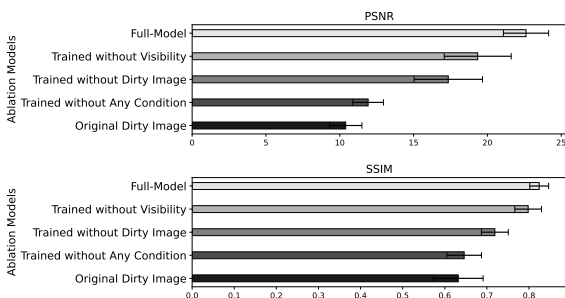 PSNR
Ablation Models
Full-Model
Trained without Visibility
Trained without Dirty Image
Trained without Any Condition
Original Dirty Image
0 5 10 15 20 25
SSIM
Ablation Models
Full-Model
Trained without Visibility
Trained without Dirty Image
Trained without Any Condition
Original Dirty Image
0.0 0.1 0.2 0.3 0.4 0.5 0.6 0.7 0.8